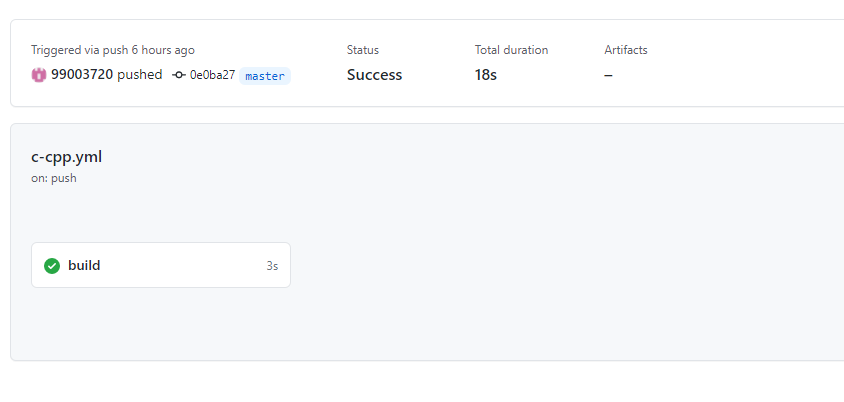 Triggered via push 6 hours ago
99003720 pushed 0e0ba27 master
Status
Success
Total duration
18s
Artifacts
–
c-cpp.yml
on: push
build 3s